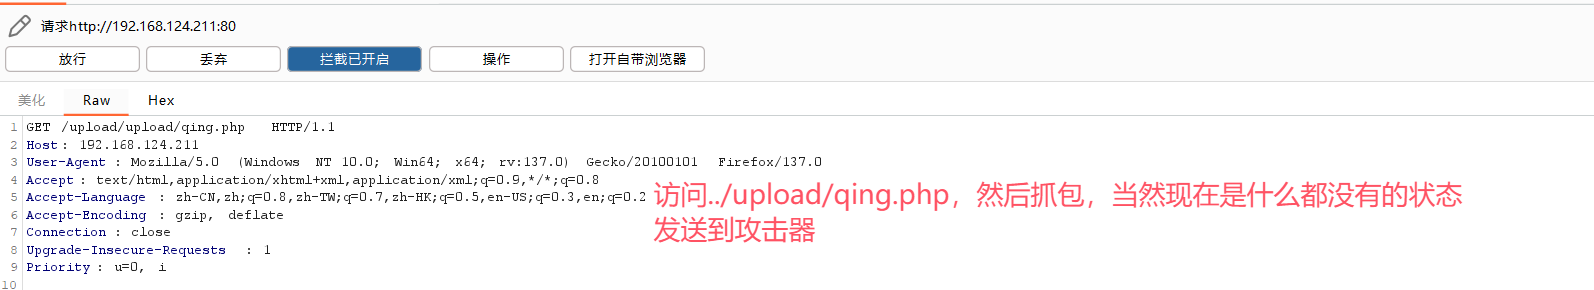 请求http://192.168.124.211:80
放行 丢弃 拦截已开启 操作 打开自带浏览器
美化 Raw Hex
1 GET /upload/upload/qing.php HTTP/1.1
2 Host: 192.168.124.211
3 User-Agent: Mozilla/5.0 (Windows NT 10.0; Win64; x64; rv:137.0) Gecko/20100101 Firefox/137.0
4 Accept: text/html,application/xhtml+xml,application/xml;q=0.9,*/*;q=0.8
5 Accept-Language: zh-CN,zh;q=0.8,zh-TW;q=0.7,zh-HK;q=0.5,en-US;q=0.3,en;q=0.2
6 Accept-Encoding: gzip, deflate
7 Connection: close
8 Upgrade-Insecure-Requests: 1
9 Priority: u=0, i
10
访问../upload/qing.php，然后抓包，当然现在是什么都没有的状态
发送到攻击器